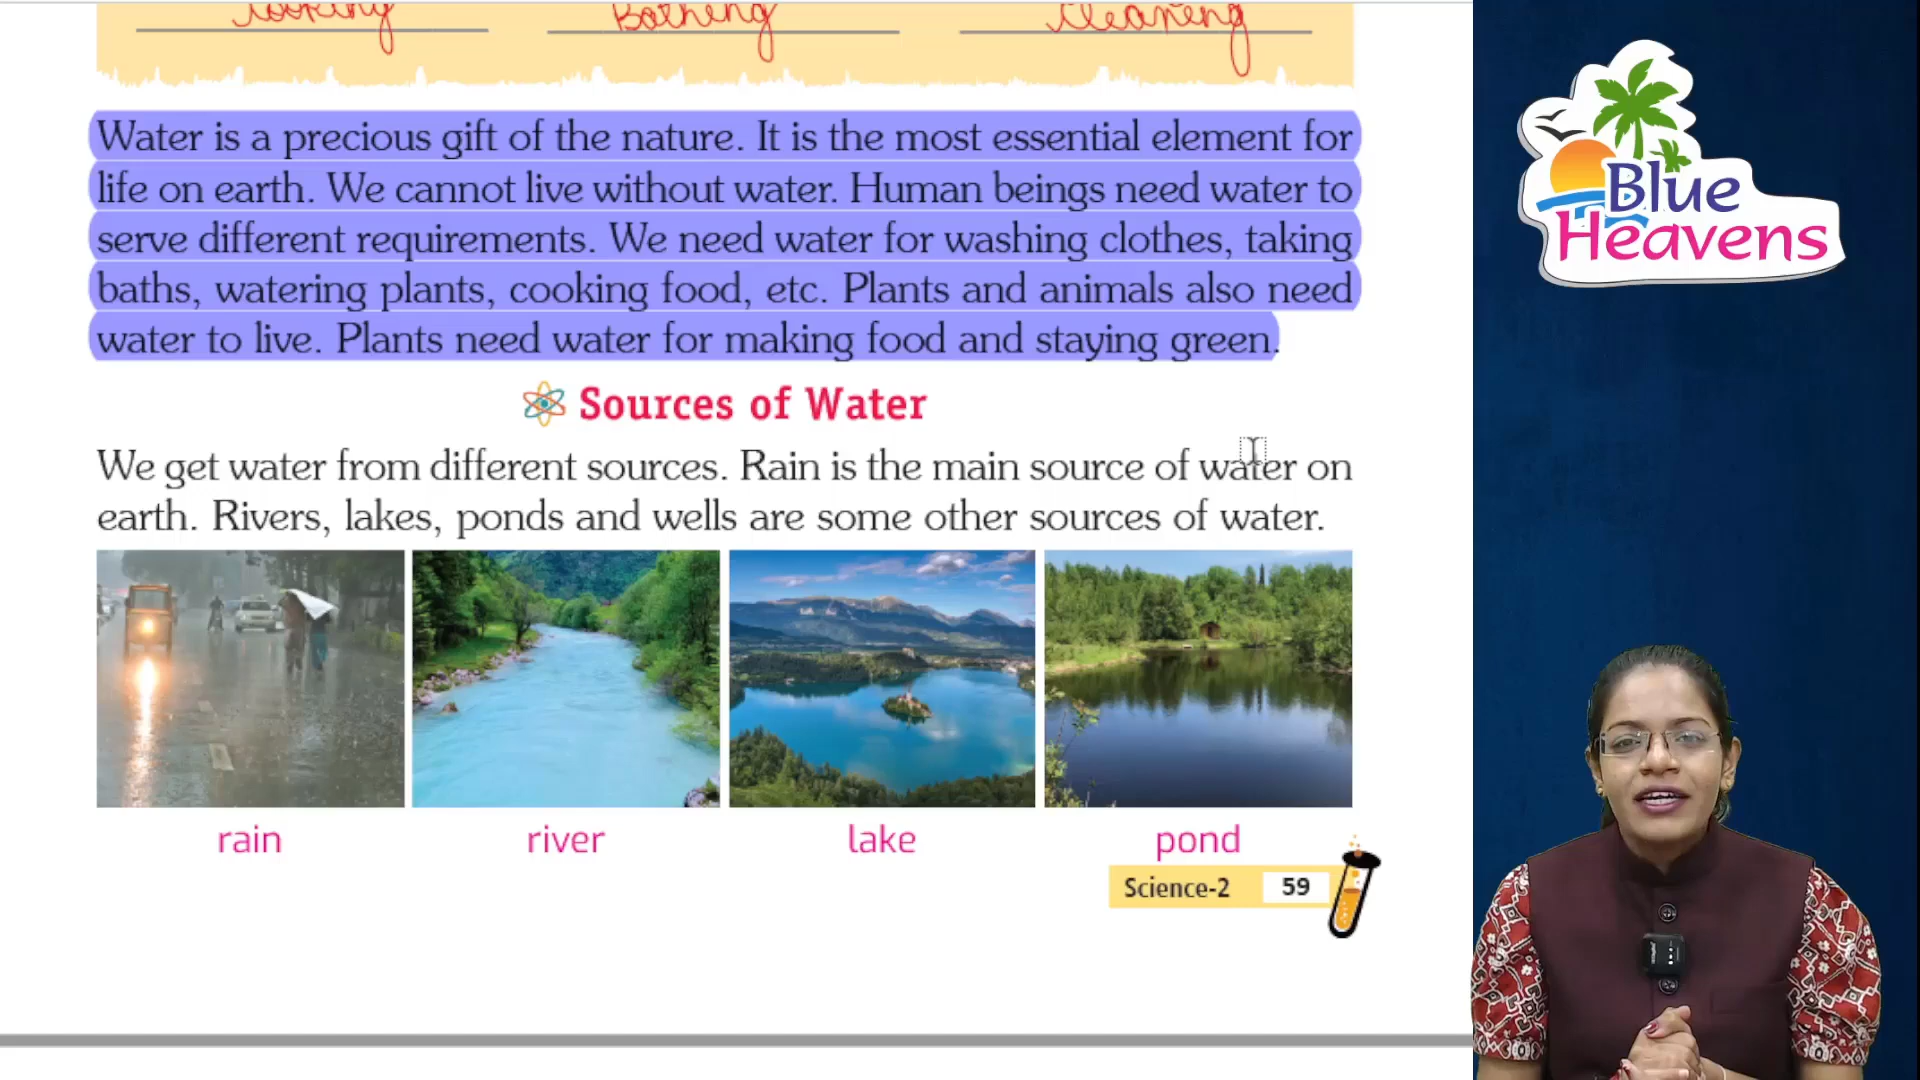 Cooking Bathing Cleaning
Water is a precious gift of the nature. It is the most essential element for
life on earth. We cannot live without water. Human beings need water to
serve different requirements. We need water for washing clothes, taking
baths, watering plants, cooking food, etc. Plants and animals also need
water to live. Plants need water for making food and staying green.
Sources of Water
We get water from different sources. Rain is the main source of water on
earth. Rivers, lakes, ponds and wells are some other sources of water.
rain river lake pond
Science-2 59
Blue
Heavens